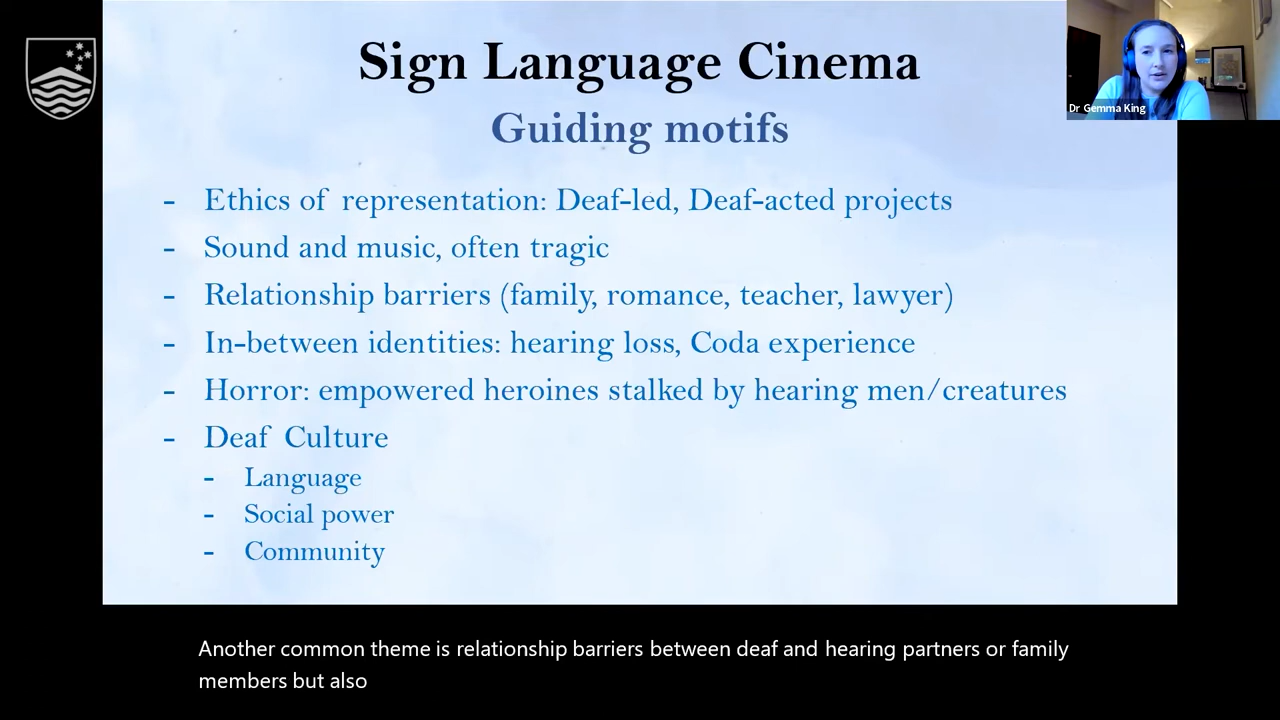 Sign Language Cinema
Guiding motifs
Dr Gemma King
- Ethics of representation: Deaf-led, Deaf-acted projects
- Sound and music, often tragic
- Relationship barriers (family, romance, teacher, lawyer)
- In-between identities: hearing loss, Coda experience
- Horror: empowered heroines stalked by hearing men/creatures
- Deaf Culture
- Language
- Social power
- Community
Another common theme is relationship barriers between deaf and hearing partners or family
members but also